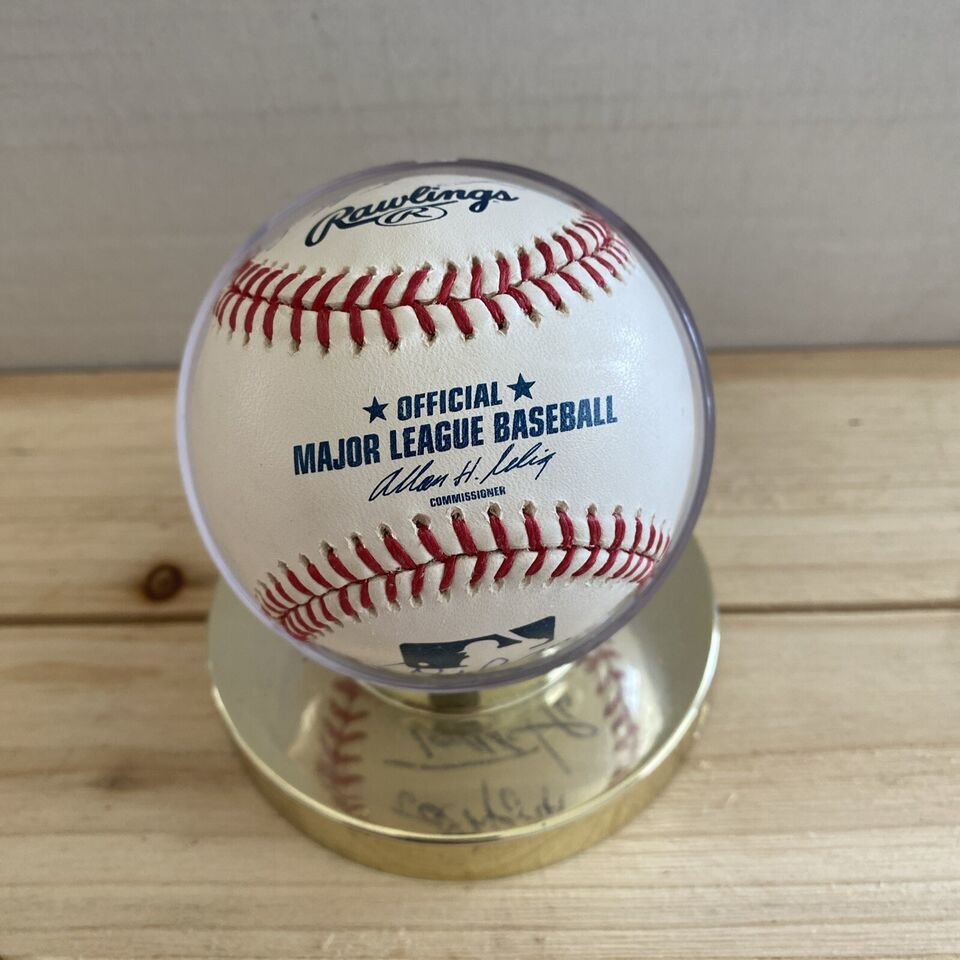 Rawlings
R
OFFICIAL
MAJOR LEAGUE BASEBALL
Allan H. Selig
COMMISSIONER